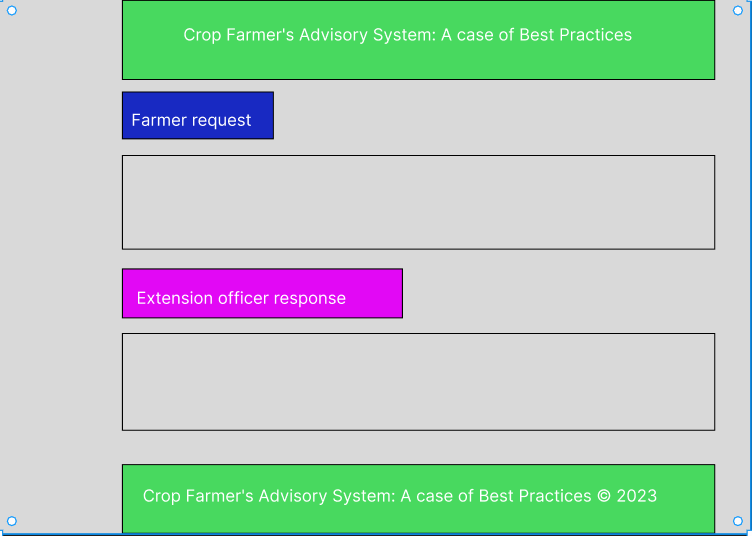 Crop Farmer's Advisory System: A case of Best Practices
Farmer request
Extension officer response
Crop Farmer's Advisory System: A case of Best Practices © 2023